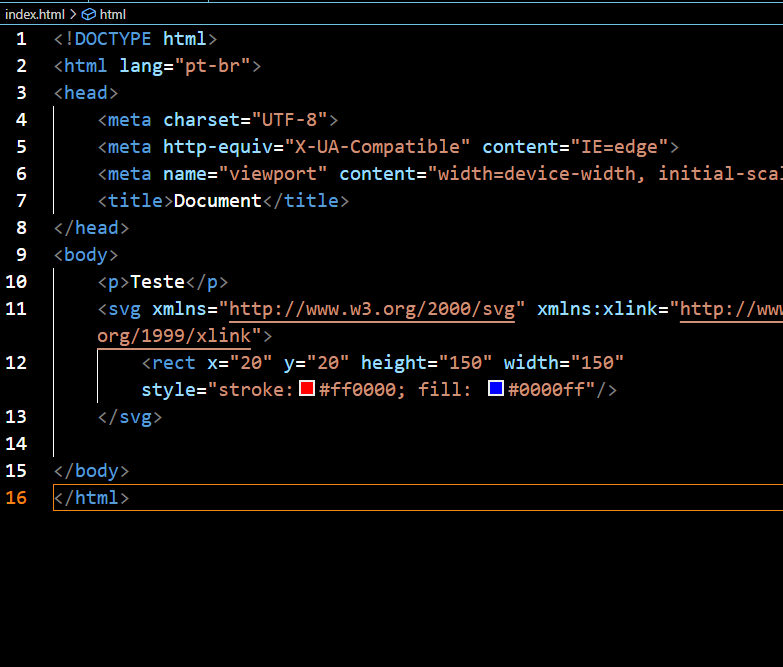 index.html > html
1 <!DOCTYPE html>
2 <html lang="pt-br">
3 <head>
4 <meta charset="UTF-8">
5 <meta http-equiv="X-UA-Compatible" content="IE=edge">
6 <meta name="viewport" content="width=device-width, initial-scal
7 <title>Document</title>
8 </head>
9 <body>
10 <p>Teste</p>
11 <svg xmlns="http://www.w3.org/2000/svg" xmlns:xlink="http://www
org/1999/xlink">
12 <rect x="20" y="20" height="150" width="150"
style="stroke:#ff0000; fill: #0000ff"/>
13 </svg>
14
15 </body>
16 </html>